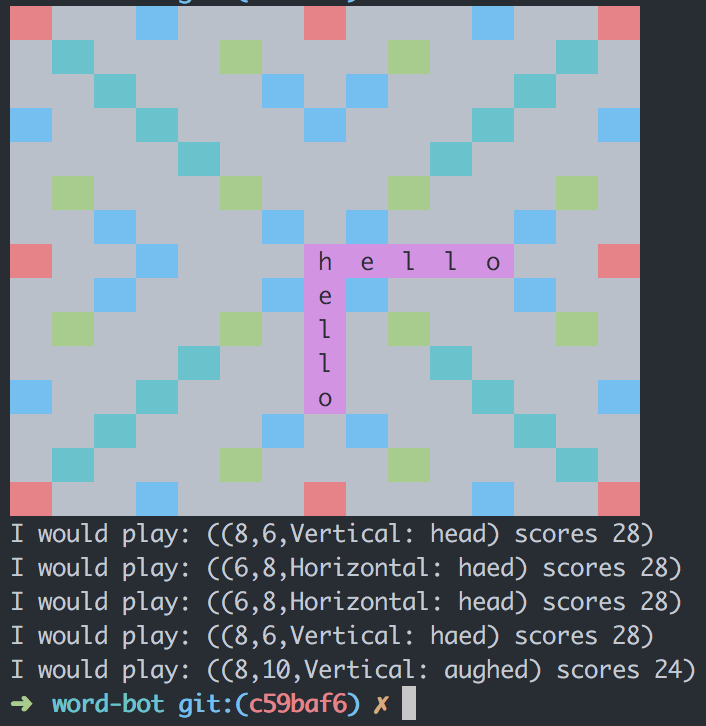 h e l l o
e
l
l
o
I would play: ((8,6,Vertical: head) scores 28)
I would play: ((6,8,Horizontal: haed) scores 28)
I would play: ((6,8,Horizontal: head) scores 28)
I would play: ((8,6,Vertical: haed) scores 28)
I would play: ((8,10,Vertical: aughed) scores 24)
➜ word-bot git:(c59baf6) ✗